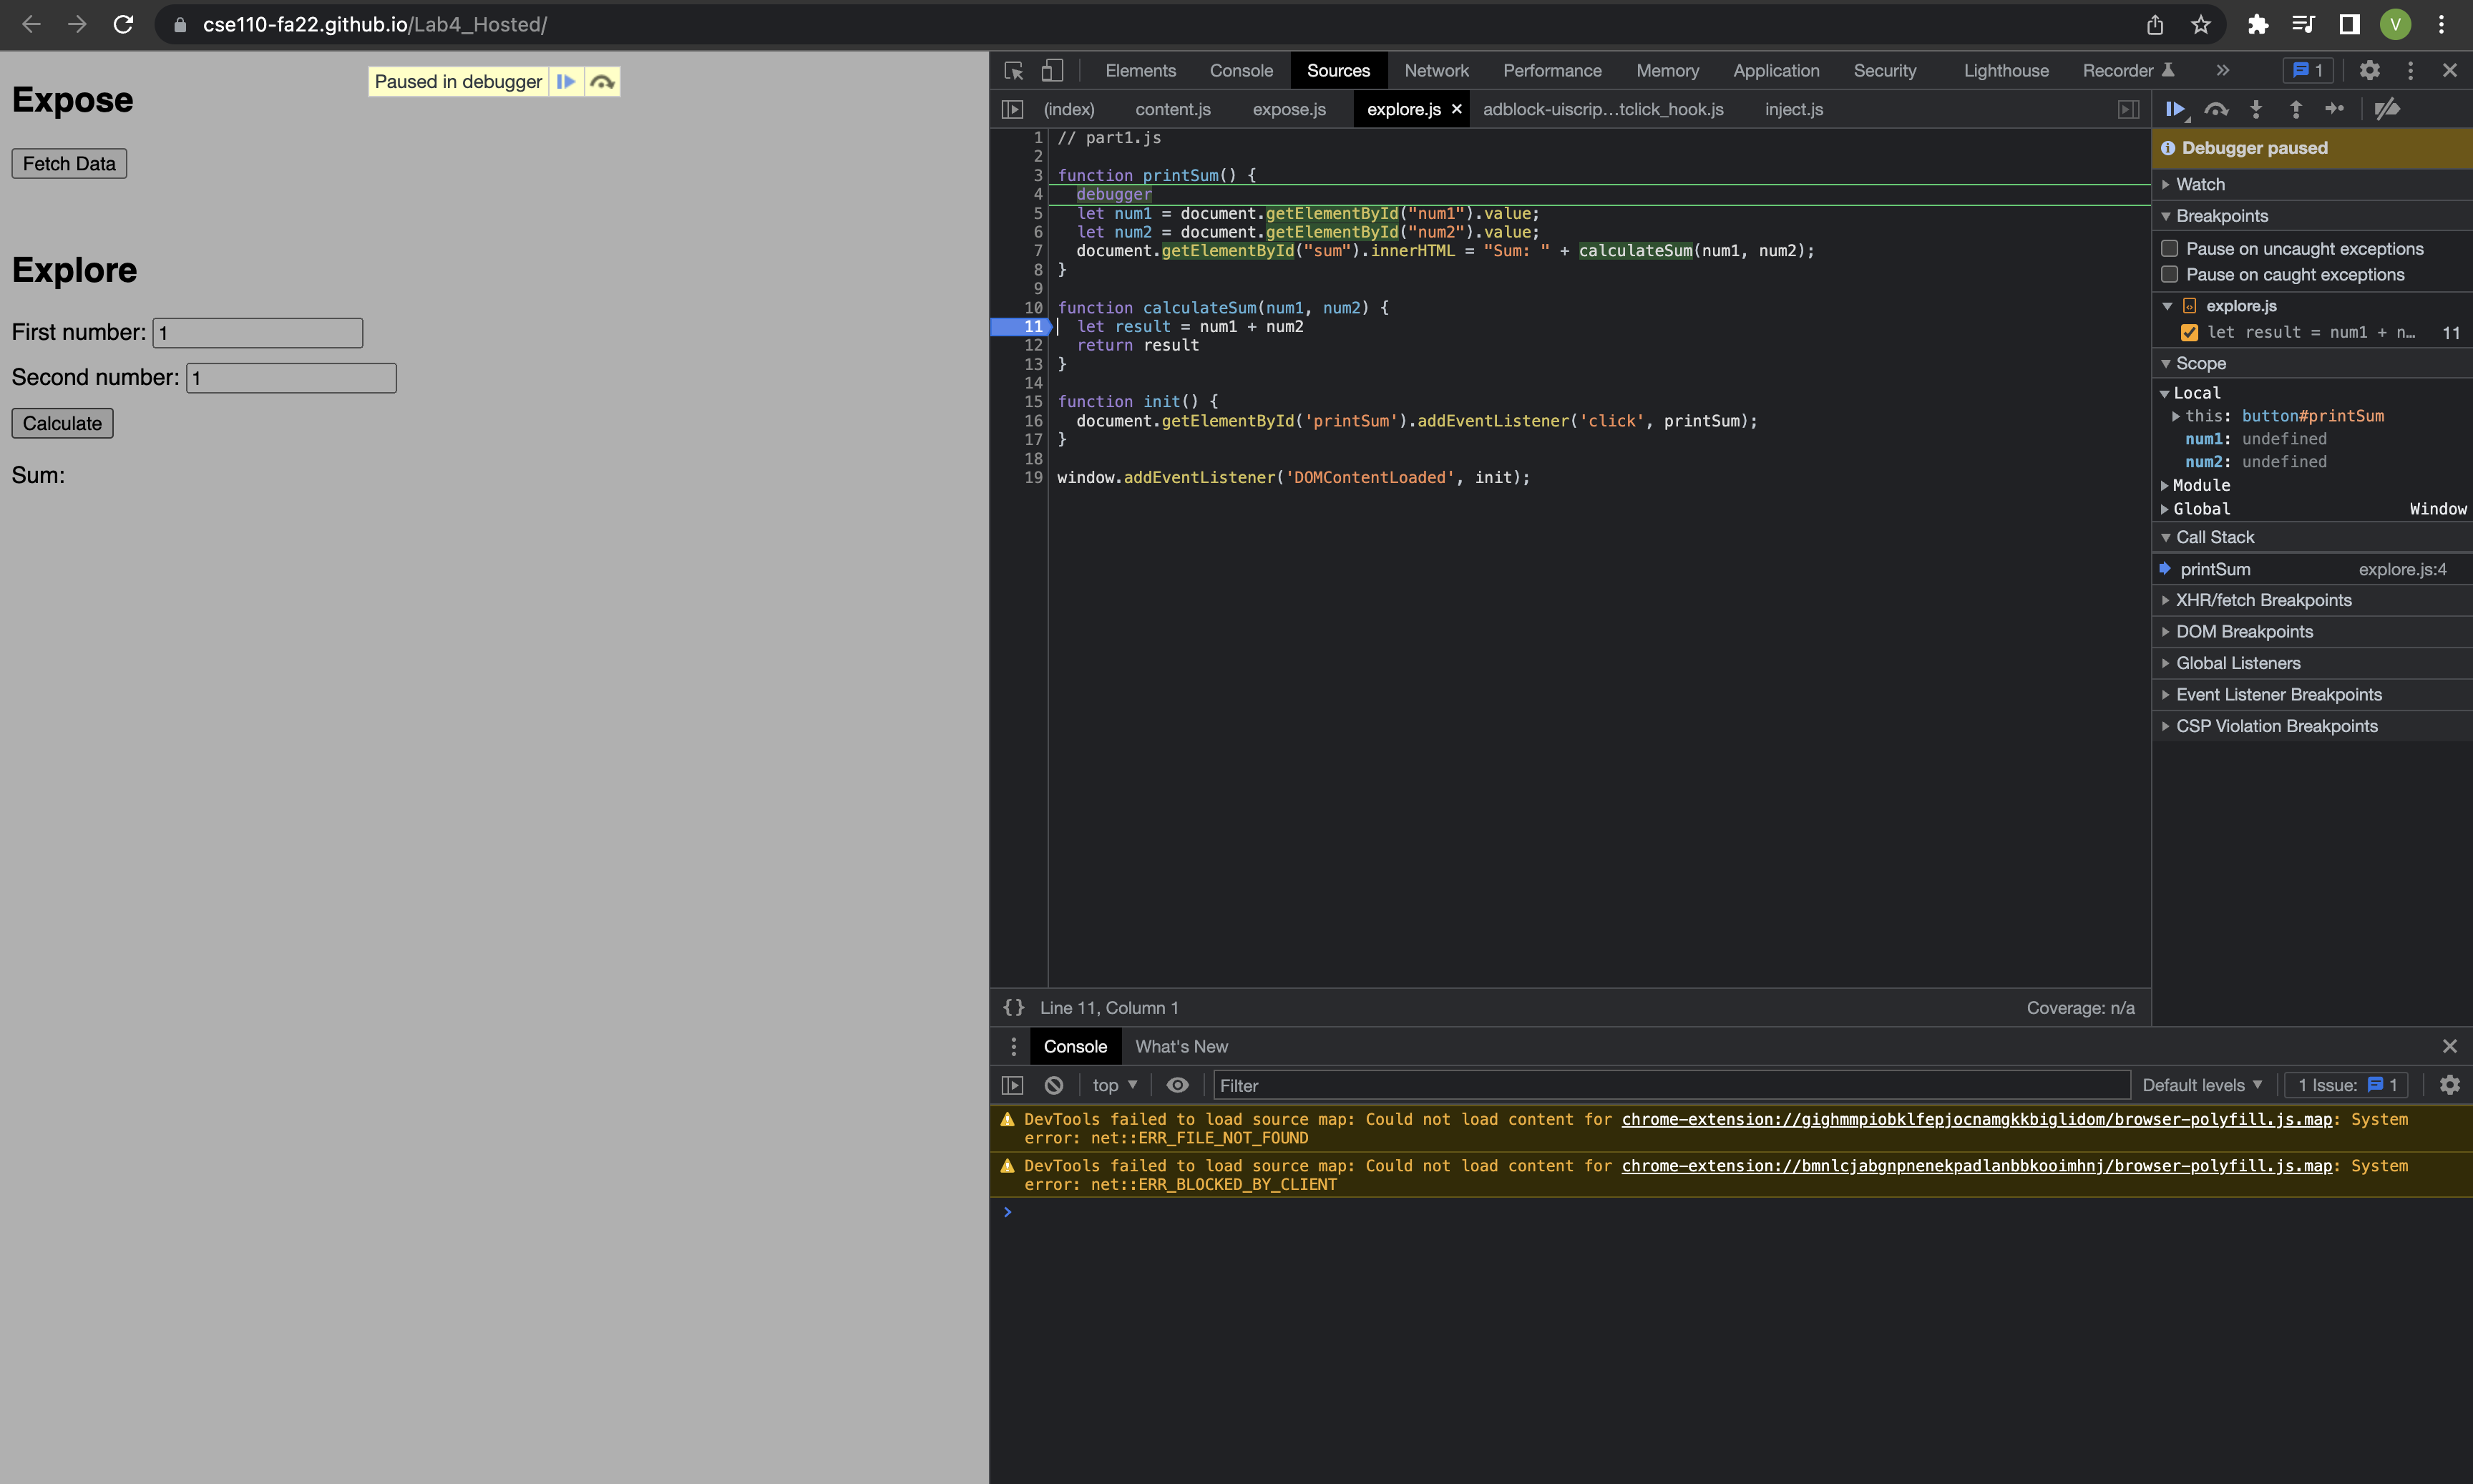 cse110-fa22.github.io/Lab4_Hosted/
V
Paused in debugger
Expose
Fetch Data
Explore
First number: 1
Second number: 1
Calculate
Sum:
Elements Console Sources Network Performance Memory Application Security Lighthouse Recorder » 1
(index) content.js expose.js explore.js × adblock-uiscrip…tclick_hook.js inject.js
1 // part1.js
2
3 function printSum() {
4 debugger
5 let num1 = document.getElementById("num1").value;
6 let num2 = document.getElementById("num2").value;
7 document.getElementById("sum").innerHTML = "Sum: " + calculateSum(num1, num2);
8 }
9
10 function calculateSum(num1, num2) {
11 let result = num1 + num2
12 return result
13 }
14
15 function init() {
16 document.getElementById('printSum').addEventListener('click', printSum);
17 }
18
19 window.addEventListener('DOMContentLoaded', init);
{} Line 11, Column 1 Coverage: n/a
Debugger paused
Watch
Breakpoints
Pause on uncaught exceptions
Pause on caught exceptions
explore.js
let result = num1 + n… 11
Scope
Local
this: button#printSum
num1: undefined
num2: undefined
Module
Global Window
Call Stack
printSum explore.js:4
XHR/fetch Breakpoints
DOM Breakpoints
Global Listeners
Event Listener Breakpoints
CSP Violation Breakpoints
Console What's New
top Filter Default levels 1 Issue: 1
DevTools failed to load source map: Could not load content for chrome-extension://gighmmpiobklfepjocnamgkkbiglidom/browser-polyfill.js.map: System
error: net::ERR_FILE_NOT_FOUND
DevTools failed to load source map: Could not load content for chrome-extension://bmnlcjabgnpnenekpadlanbbkooimhnj/browser-polyfill.js.map: System
error: net::ERR_BLOCKED_BY_CLIENT
>